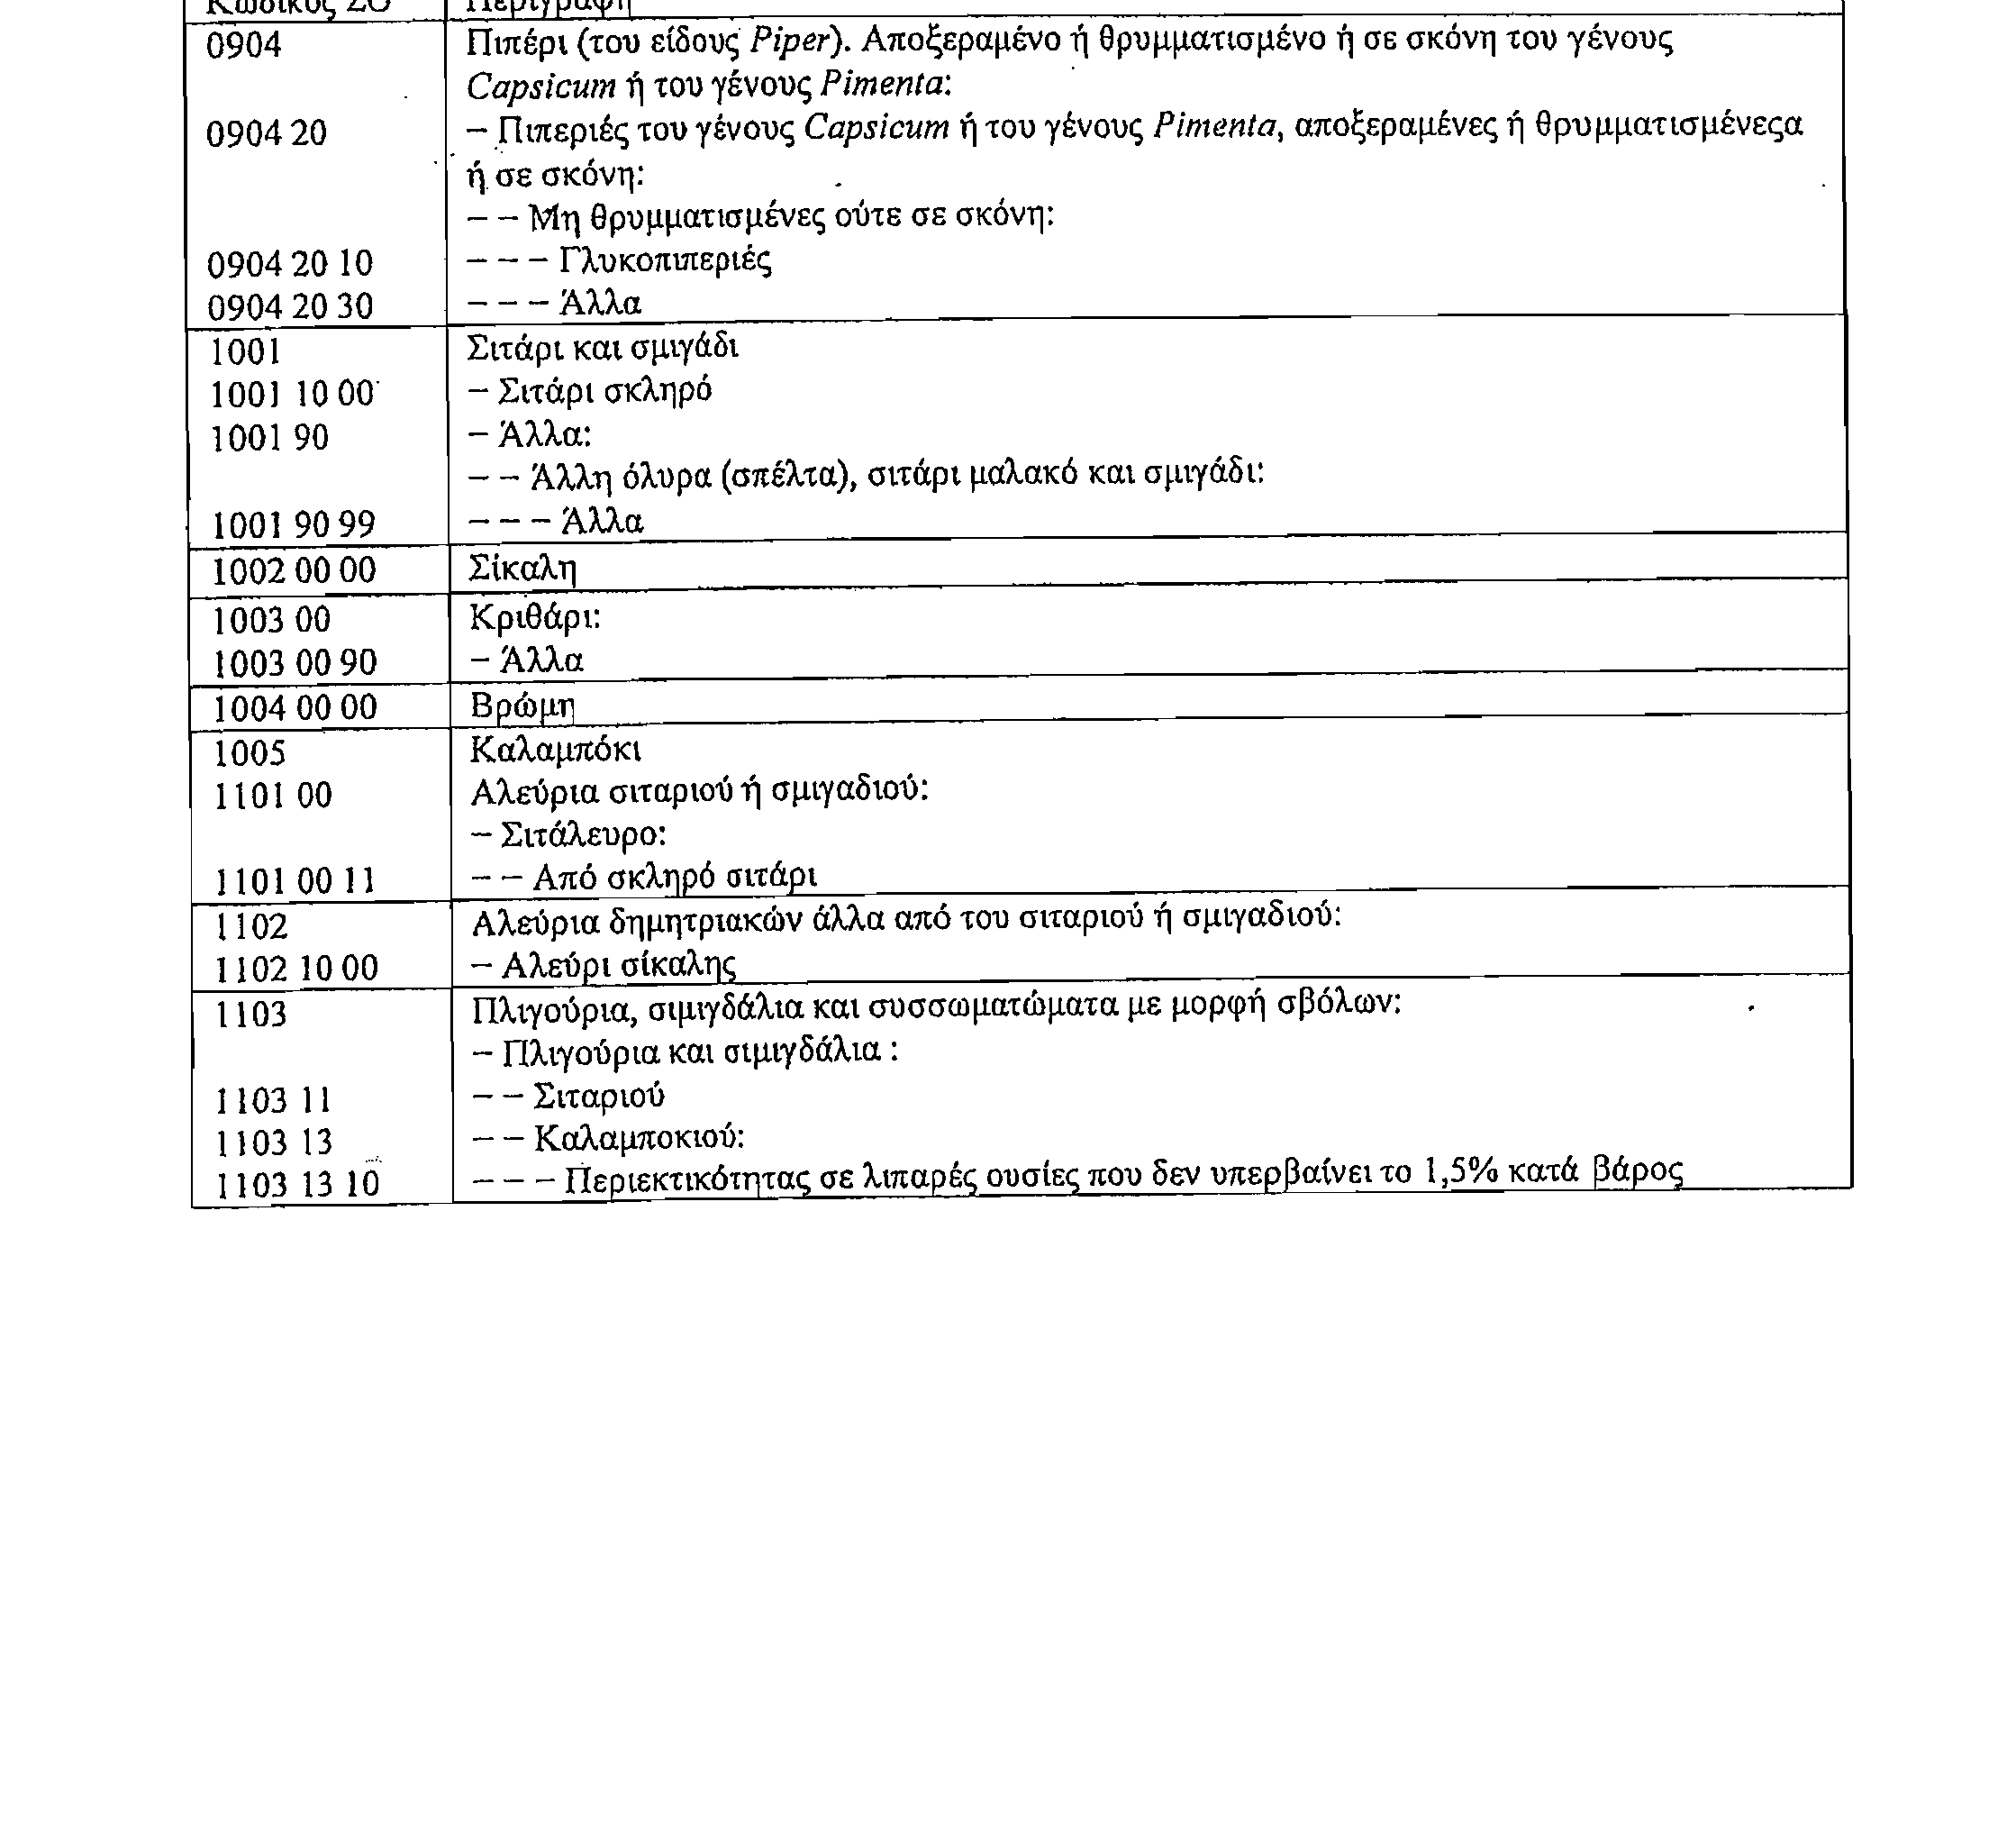 Κωδικός ΣΟ Περιγραφή
0904 Πιπέρι (του είδους Piper). Αποξεραμένο ή θρυμματισμένο ή σε σκόνη του γένους
Capsicum ή του γένους Pimenta:
0904 20 – Πιπεριές του γένους Capsicum ή του γένους Pimenta, αποξεραμένες ή θρυμματισμένεςα
ή σε σκόνη:
– – Μη θρυμματισμένες ούτε σε σκόνη:
0904 20 10 – – – Γλυκοπιπεριές
0904 20 30 – – – Άλλα
1001 Σιτάρι και σμιγάδι
1001 10 00 – Σιτάρι σκληρό
1001 90 – Άλλα:
– – Άλλη όλυρα (σπέλτα), σιτάρι μαλακό και σμιγάδι:
1001 90 99 – – – Άλλα
1002 00 00 Σίκαλη
1003 00 Κριθάρι:
1003 00 90 – Άλλα
1004 00 00 Βρώμη
1005 Καλαμπόκι
1101 00 Αλεύρια σιταριού ή σμιγαδιού:
– Σιτάλευρο:
1101 00 11 – – Από σκληρό σιτάρι
1102 Αλεύρια δημητριακών άλλα από του σιταριού ή σμιγαδιού:
1102 10 00 – Αλεύρι σίκαλης
1103 Πλιγούρια, σιμιγδάλια και συσσωματώματα με μορφή σβόλων:
– Πλιγούρια και σιμιγδάλια :
1103 11 – – Σιταριού
1103 13 – – Καλαμποκιού:
1103 13 10 – – – Περιεκτικότητας σε λιπαρές ουσίες που δεν υπερβαίνει το 1,5% κατά βάρος